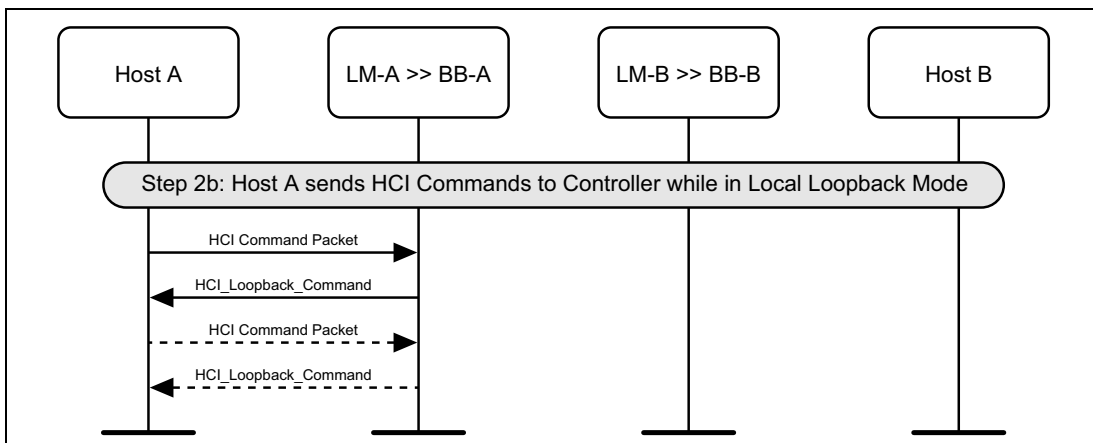 Host A
LM-A >> BB-A
LM-B >> BB-B
Host B
Step 2b: Host A sends HCI Commands to Controller while in Local Loopback Mode
HCI Command Packet
HCI_Loopback_Command
HCI Command Packet
HCI_Loopback_Command